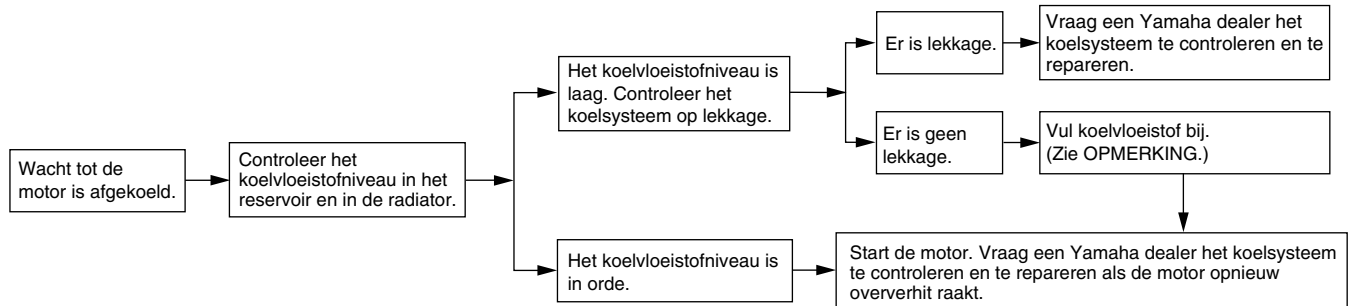 Wacht tot de
motor is afgekoeld.
Controleer het
koelvloeistofniveau in het
reservoir en in de radiator.
Het koelvloeistofniveau is
laag. Controleer het
koelsysteem op lekkage.
Er is lekkage.
Vraag een Yamaha dealer het
koelsysteem te controleren en te
repareren.
Er is geen
lekkage.
Vul koelvloeistof bij.
(Zie OPMERKING.)
Het koelvloeistofniveau is
in orde.
Start de motor. Vraag een Yamaha dealer het koelsysteem
te controleren en te repareren als de motor opnieuw
oververhit raakt.